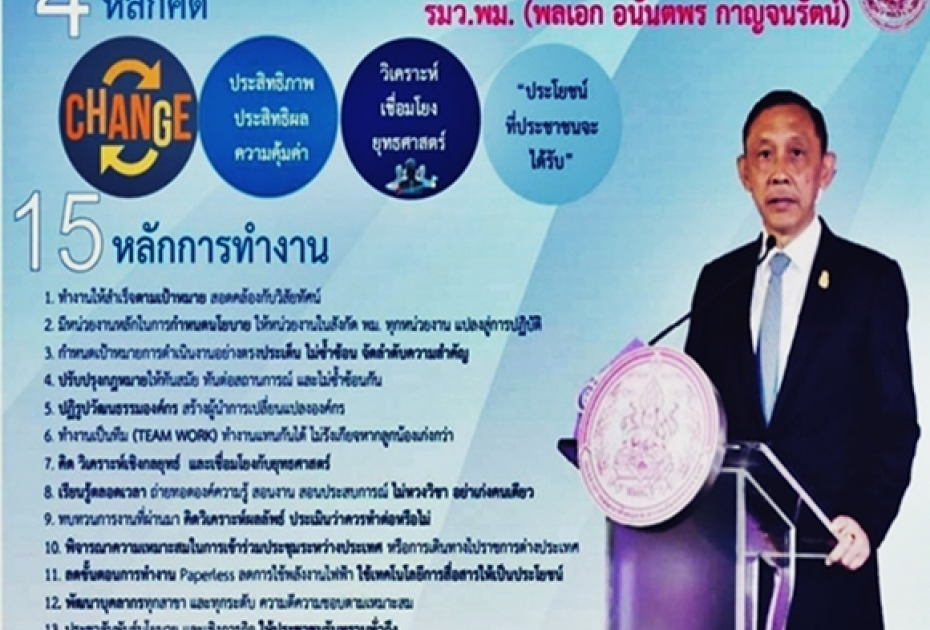 4 หลักคิด
รมว.พม. (พลเอก อนันตพร กาญจนรัตน์)
CHANGE
ประสิทธิภาพ
ประสิทธิผล
ความคุ้มค่า
วิเคราะห์
เชื่อมโยง
ยุทธศาสตร์
"ประโยชน์
ที่ประชาชนจะ
ได้รับ"
15 หลักการทำงาน
1. ทำงานให้สำเร็จตามเป้าหมาย สอดคล้องกับวิสัยทัศน์
2. มีหน่วยงานหลักในการกำหนดนโยบาย ให้หน่วยงานในสังกัด พม. ทุกหน่วยงาน แปลงสู่การปฏิบัติ
3. กำหนดเป้าหมายการดำเนินงานอย่างตรงประเด็น ไม่ซ้ำซ้อน จัดลำดับความสำคัญ
4. ปรับปรุงกฎหมายให้ทันสมัย ทันต่อสถานการณ์ และไม่ซ้ำซ้อนกัน
5. ปฏิรูปวัฒนธรรมองค์กร สร้างผู้นำการเปลี่ยนแปลงองค์กร
6. ทำงานเป็นทีม (TEAM WORK) ทำงานแทนกันได้ ไม่รังเกียจหากลูกน้องเก่งกว่า
7. คิด วิเคราะห์เชิงกลยุทธ์ และเชื่อมโยงกับยุทธศาสตร์
8. เรียนรู้ตลอดเวลา ถ่ายทอดองค์ความรู้ สอนงาน สอนประสบการณ์ ไม่หวงวิชา อย่าเก่งคนเดียว
9. ทบทวนการงานที่ผ่านมา คิดวิเคราะห์ผลลัพธ์ ประเมินว่าควรทำต่อหรือไม่
10. พิจารณาความเหมาะสมในการเข้าร่วมประชุมระหว่างประเทศ หรือการเดินทางไปราชการต่างประเทศ
11. ลดขั้นตอนการทำงาน Paperless ลดการใช้พลังงานไฟฟ้า ใช้เทคโนโลยีการสื่อสารให้เป็นประโยชน์
12. พัฒนาบุคลากรทุกสาขา และทุกระดับ ความดีความชอบตามเหมาะสม